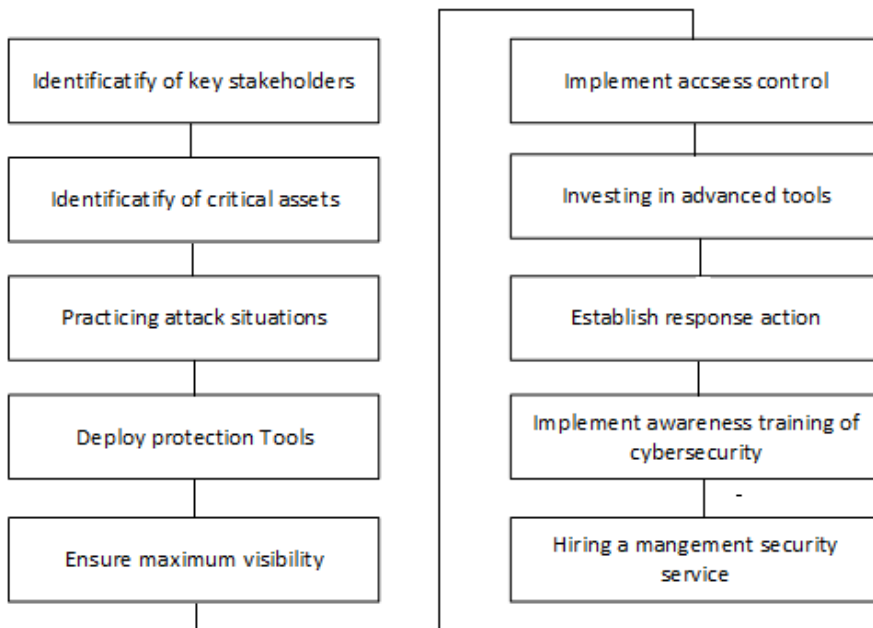 Identificatify of key stakeholders
Identificatify of critical assets
Practicing attack situations
Deploy protection Tools
Ensure maximum visibility
Implement accsess control
Investing in advanced tools
Establish response action
Implement awareness training of
cybersecurity
-
Hiring a mangement security
service